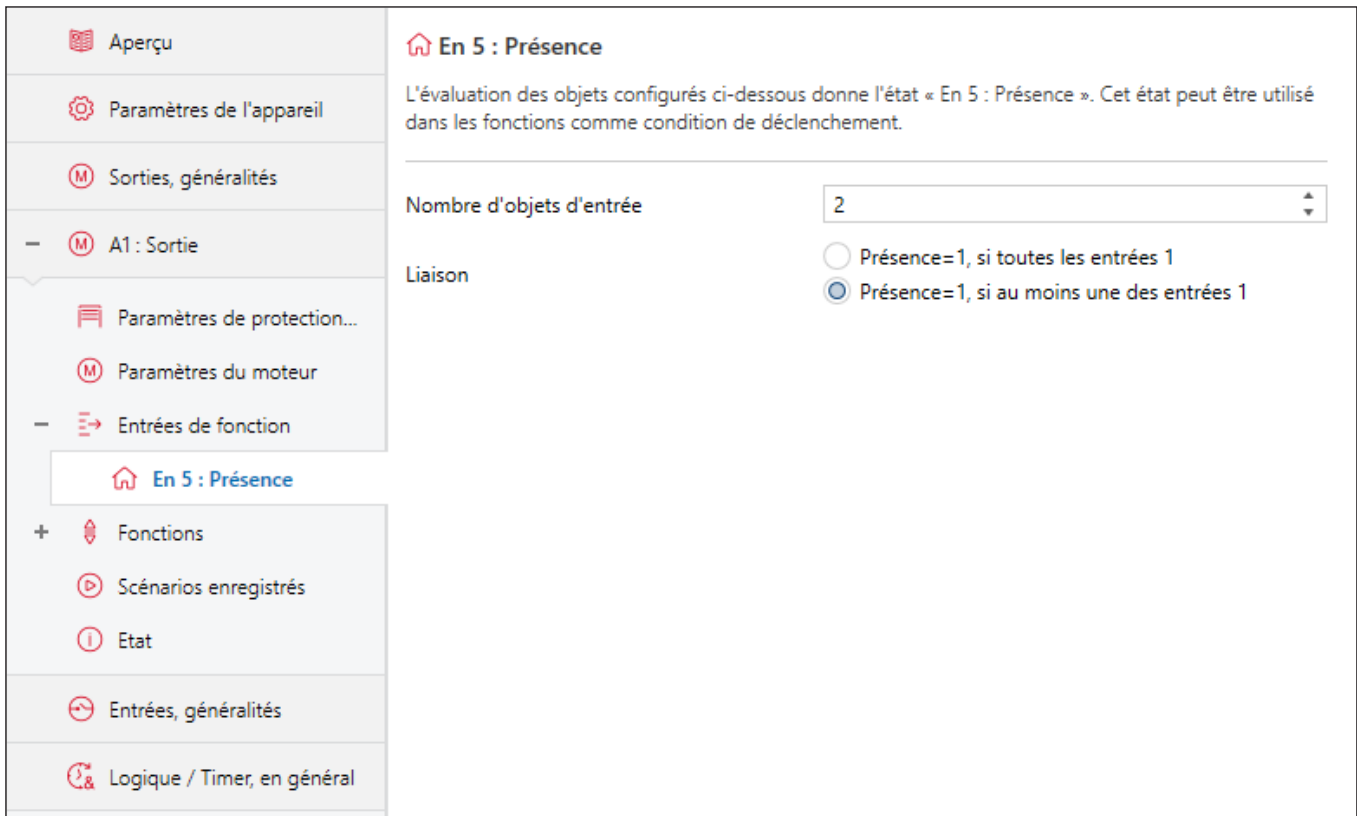 Aperçu
Paramètres de l'appareil
Sorties, généralités
A1 : Sortie
Paramètres de protection...
Paramètres du moteur
Entrées de fonction
En 5 : Présence
Fonctions
Scénarios enregistrés
Etat
Entrées, généralités
Logique / Timer, en général
En 5 : Présence
L'évaluation des objets configurés ci-dessous donne l'état « En 5 : Présence ». Cet état peut être utilisé
dans les fonctions comme condition de déclenchement.
Nombre d'objets d'entrée
2
Liaison
Présence=1, si toutes les entrées 1
Présence=1, si au moins une des entrées 1